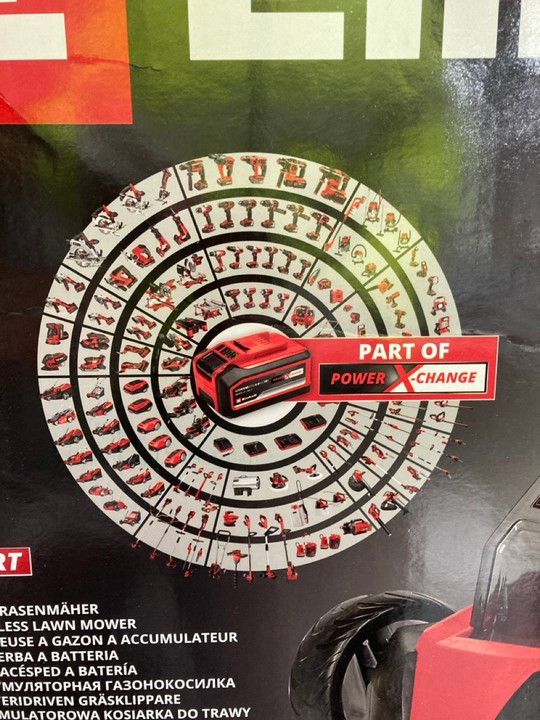 PART OF
POWER X-CHANGE
Einhell
RT
RASENMÄHER
LESS LAWN MOWER
EUSE A GAZON A ACCUMULATEUR
ERBA A BATTERIA
ACÉSPED A BATERÍA
УМУЛЯТОРНАЯ ГАЗОНОКОСИЛКА
TERIDRIVEN GRÄSKLIPPARE
MULATOROWA KOSIARKA DO TRAWY